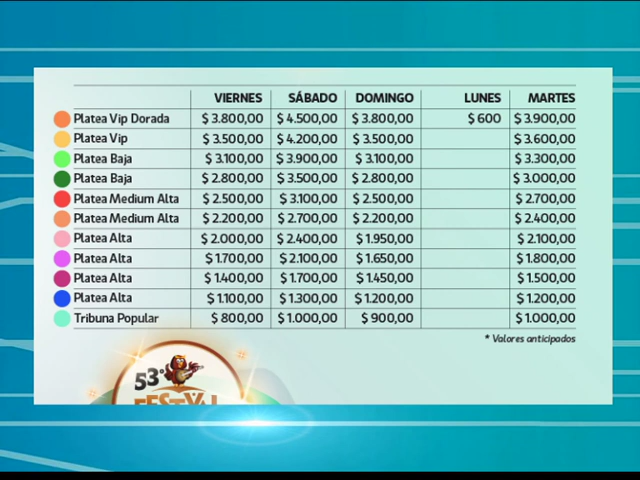 VIERNES SÁBADO DOMINGO LUNES MARTES
Platea Vip Dorada $ 3.800,00 $ 4.500,00 $ 3.800,00 $ 600 $ 3.900,00
Platea Vip $ 3.500,00 $ 4.200,00 $ 3.500,00 $ 3.600,00
Platea Baja $ 3.100,00 $ 3.900,00 $ 3.100,00 $ 3.300,00
Platea Baja $ 2.800,00 $ 3.500,00 $ 2.800,00 $ 3.000,00
Platea Medium Alta $ 2.500,00 $ 3.100,00 $ 2.500,00 $ 2.700,00
Platea Medium Alta $ 2.200,00 $ 2.700,00 $ 2.200,00 $ 2.400,00
Platea Alta $ 2.000,00 $ 2.400,00 $ 1.950,00 $ 2.100,00
Platea Alta $ 1.700,00 $ 2.100,00 $ 1.650,00 $ 1.800,00
Platea Alta $ 1.400,00 $ 1.700,00 $ 1.450,00 $ 1.500,00
Platea Alta $ 1.100,00 $ 1.300,00 $ 1.200,00 $ 1.200,00
Tribuna Popular $ 800,00 $ 1.000,00 $ 900,00 $ 1.000,00
* Valores anticipados
53°
FESTIVAL